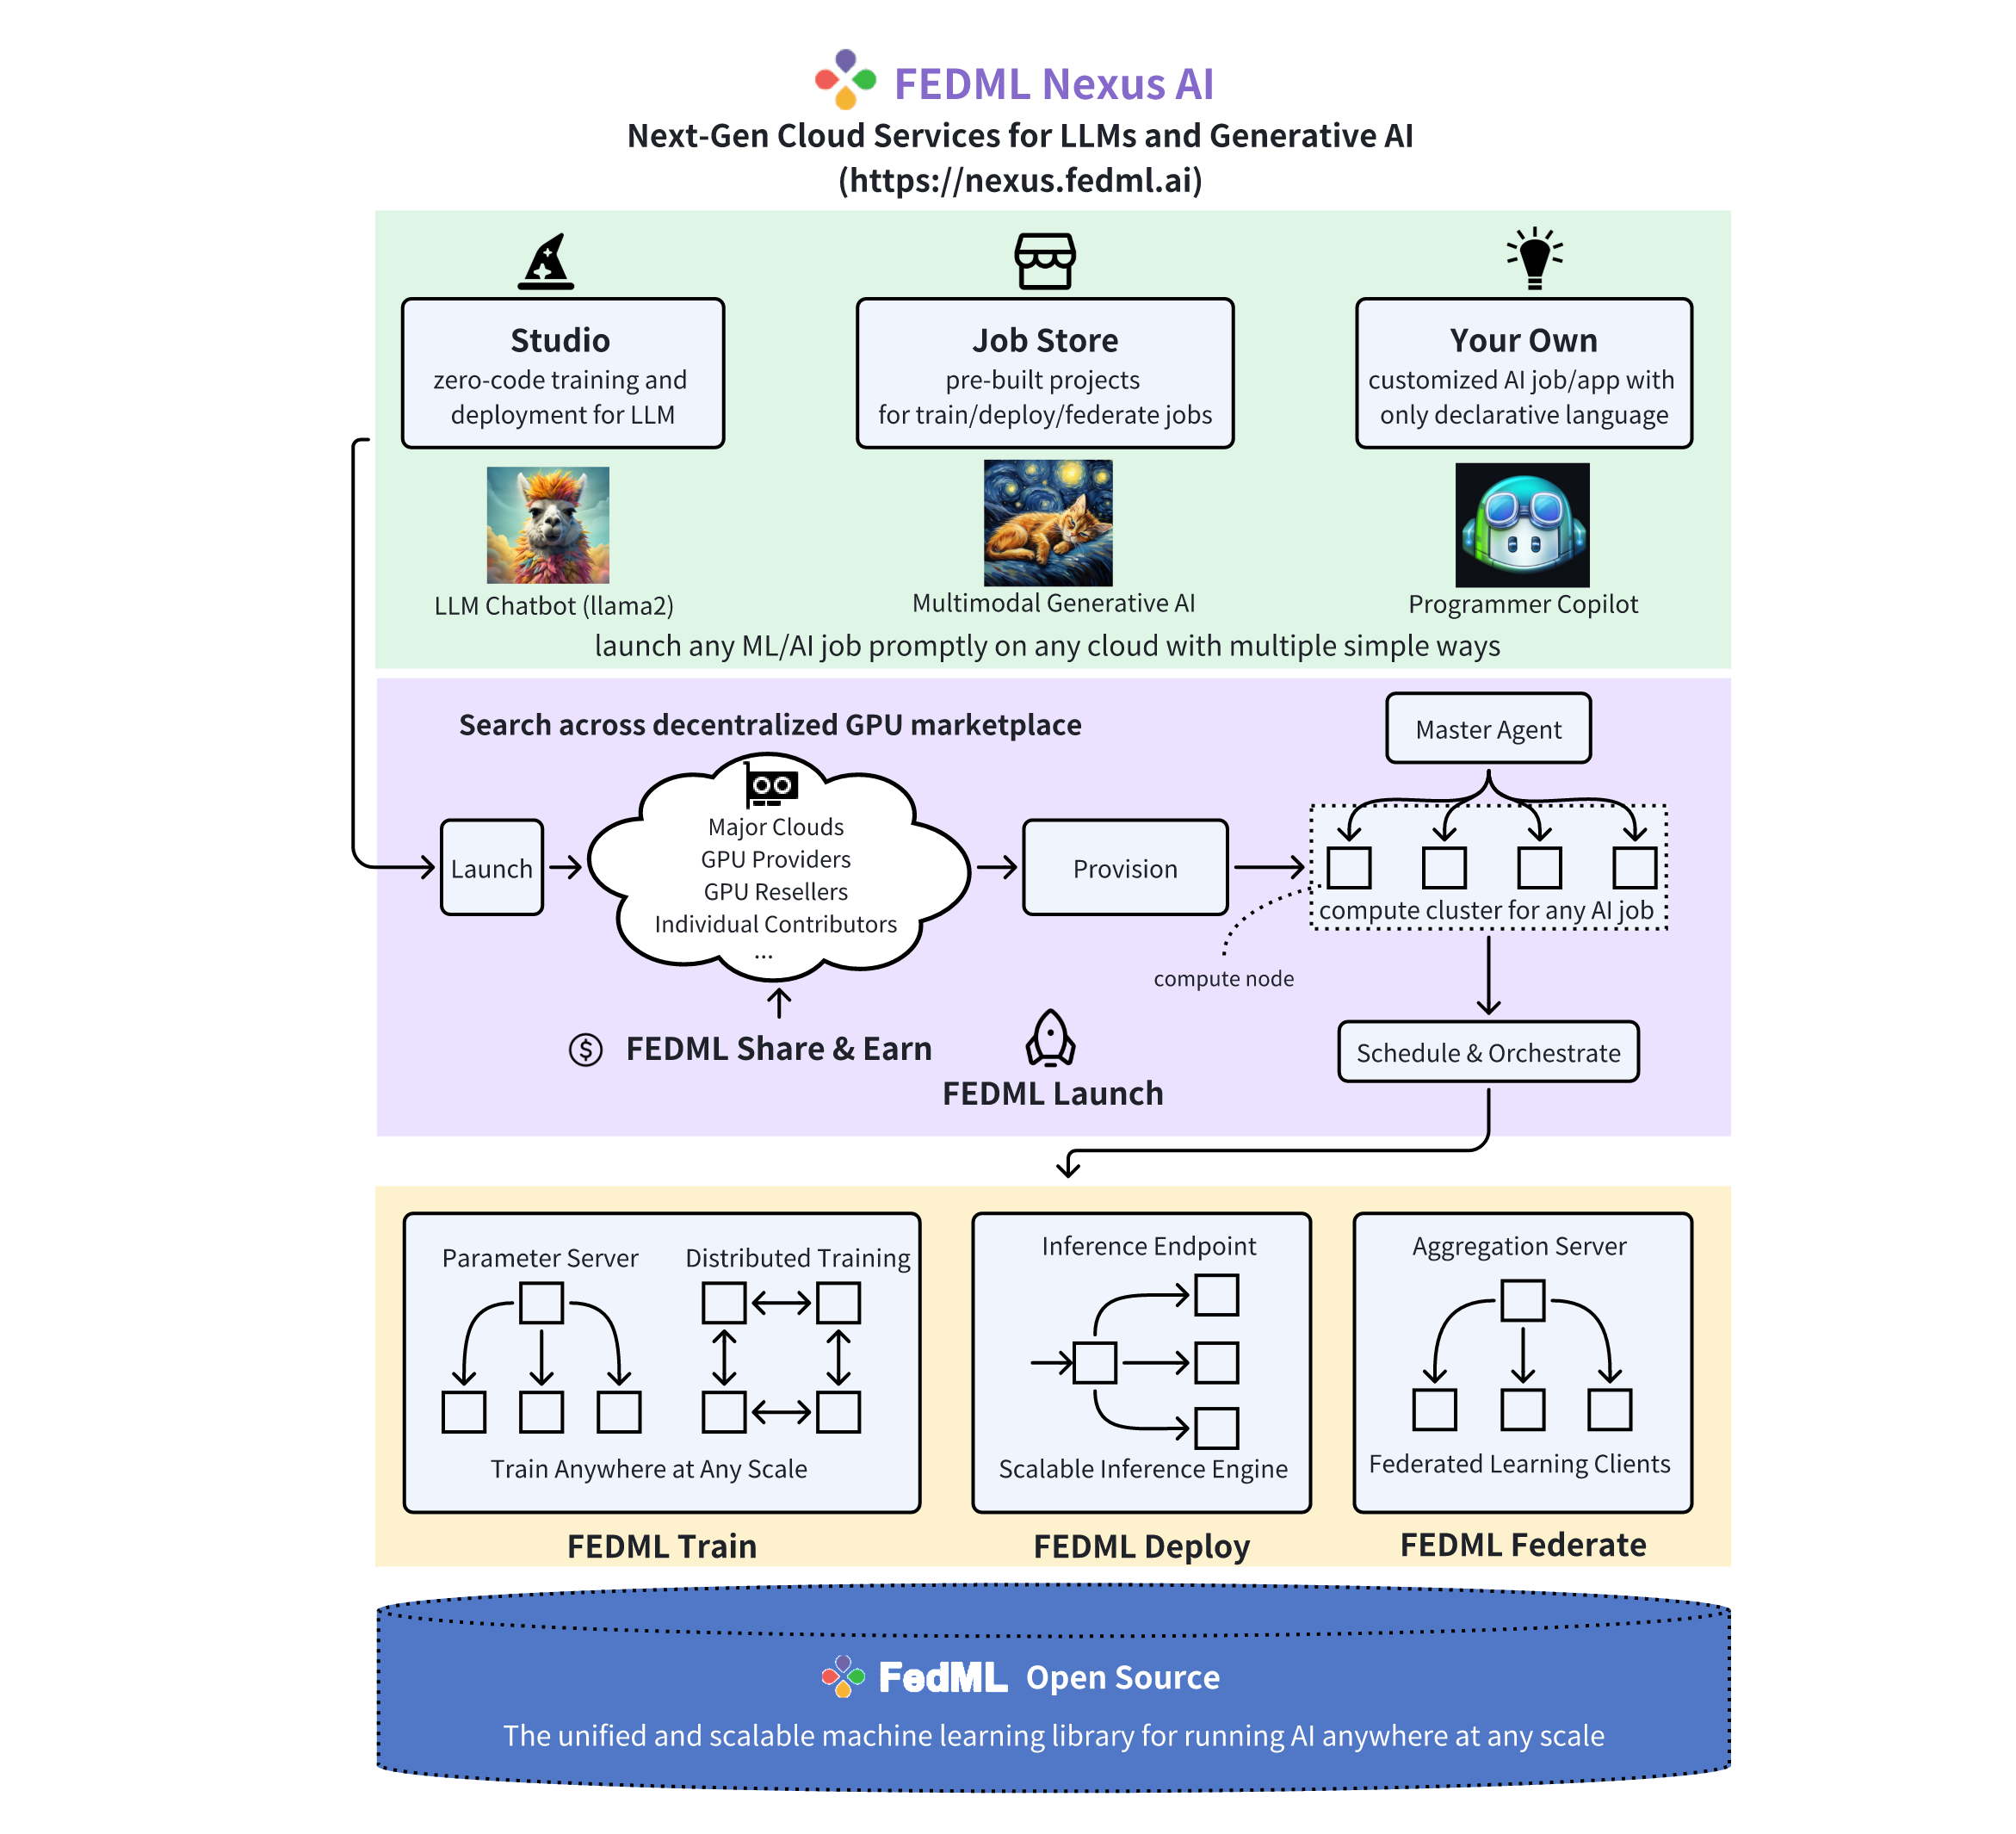 FEDML Nexus AI
Next-Gen Cloud Services for LLMs and Generative AI
(https://nexus.fedml.ai)
Studio
zero-code training and
deployment for LLM
Job Store
pre-built projects
for train/deploy/federate jobs
Your Own
customized AI job/app with
only declarative language
LLM Chatbot (llama2)
Multimodal Generative AI
Programmer Copilot
launch any ML/AI job promptly on any cloud with multiple simple ways
Search across decentralized GPU marketplace
Master Agent
Launch
Major Clouds
GPU Providers
GPU Resellers
Individual Contributors
...
Provision
compute cluster for any AI job
compute node
$ FEDML Share & Earn
FEDML Launch
Schedule & Orchestrate
Parameter Server
Distributed Training
Train Anywhere at Any Scale
FEDML Train
Inference Endpoint
Scalable Inference Engine
FEDML Deploy
Aggregation Server
Federated Learning Clients
FEDML Federate
FedML Open Source
The unified and scalable machine learning library for running AI anywhere at any scale